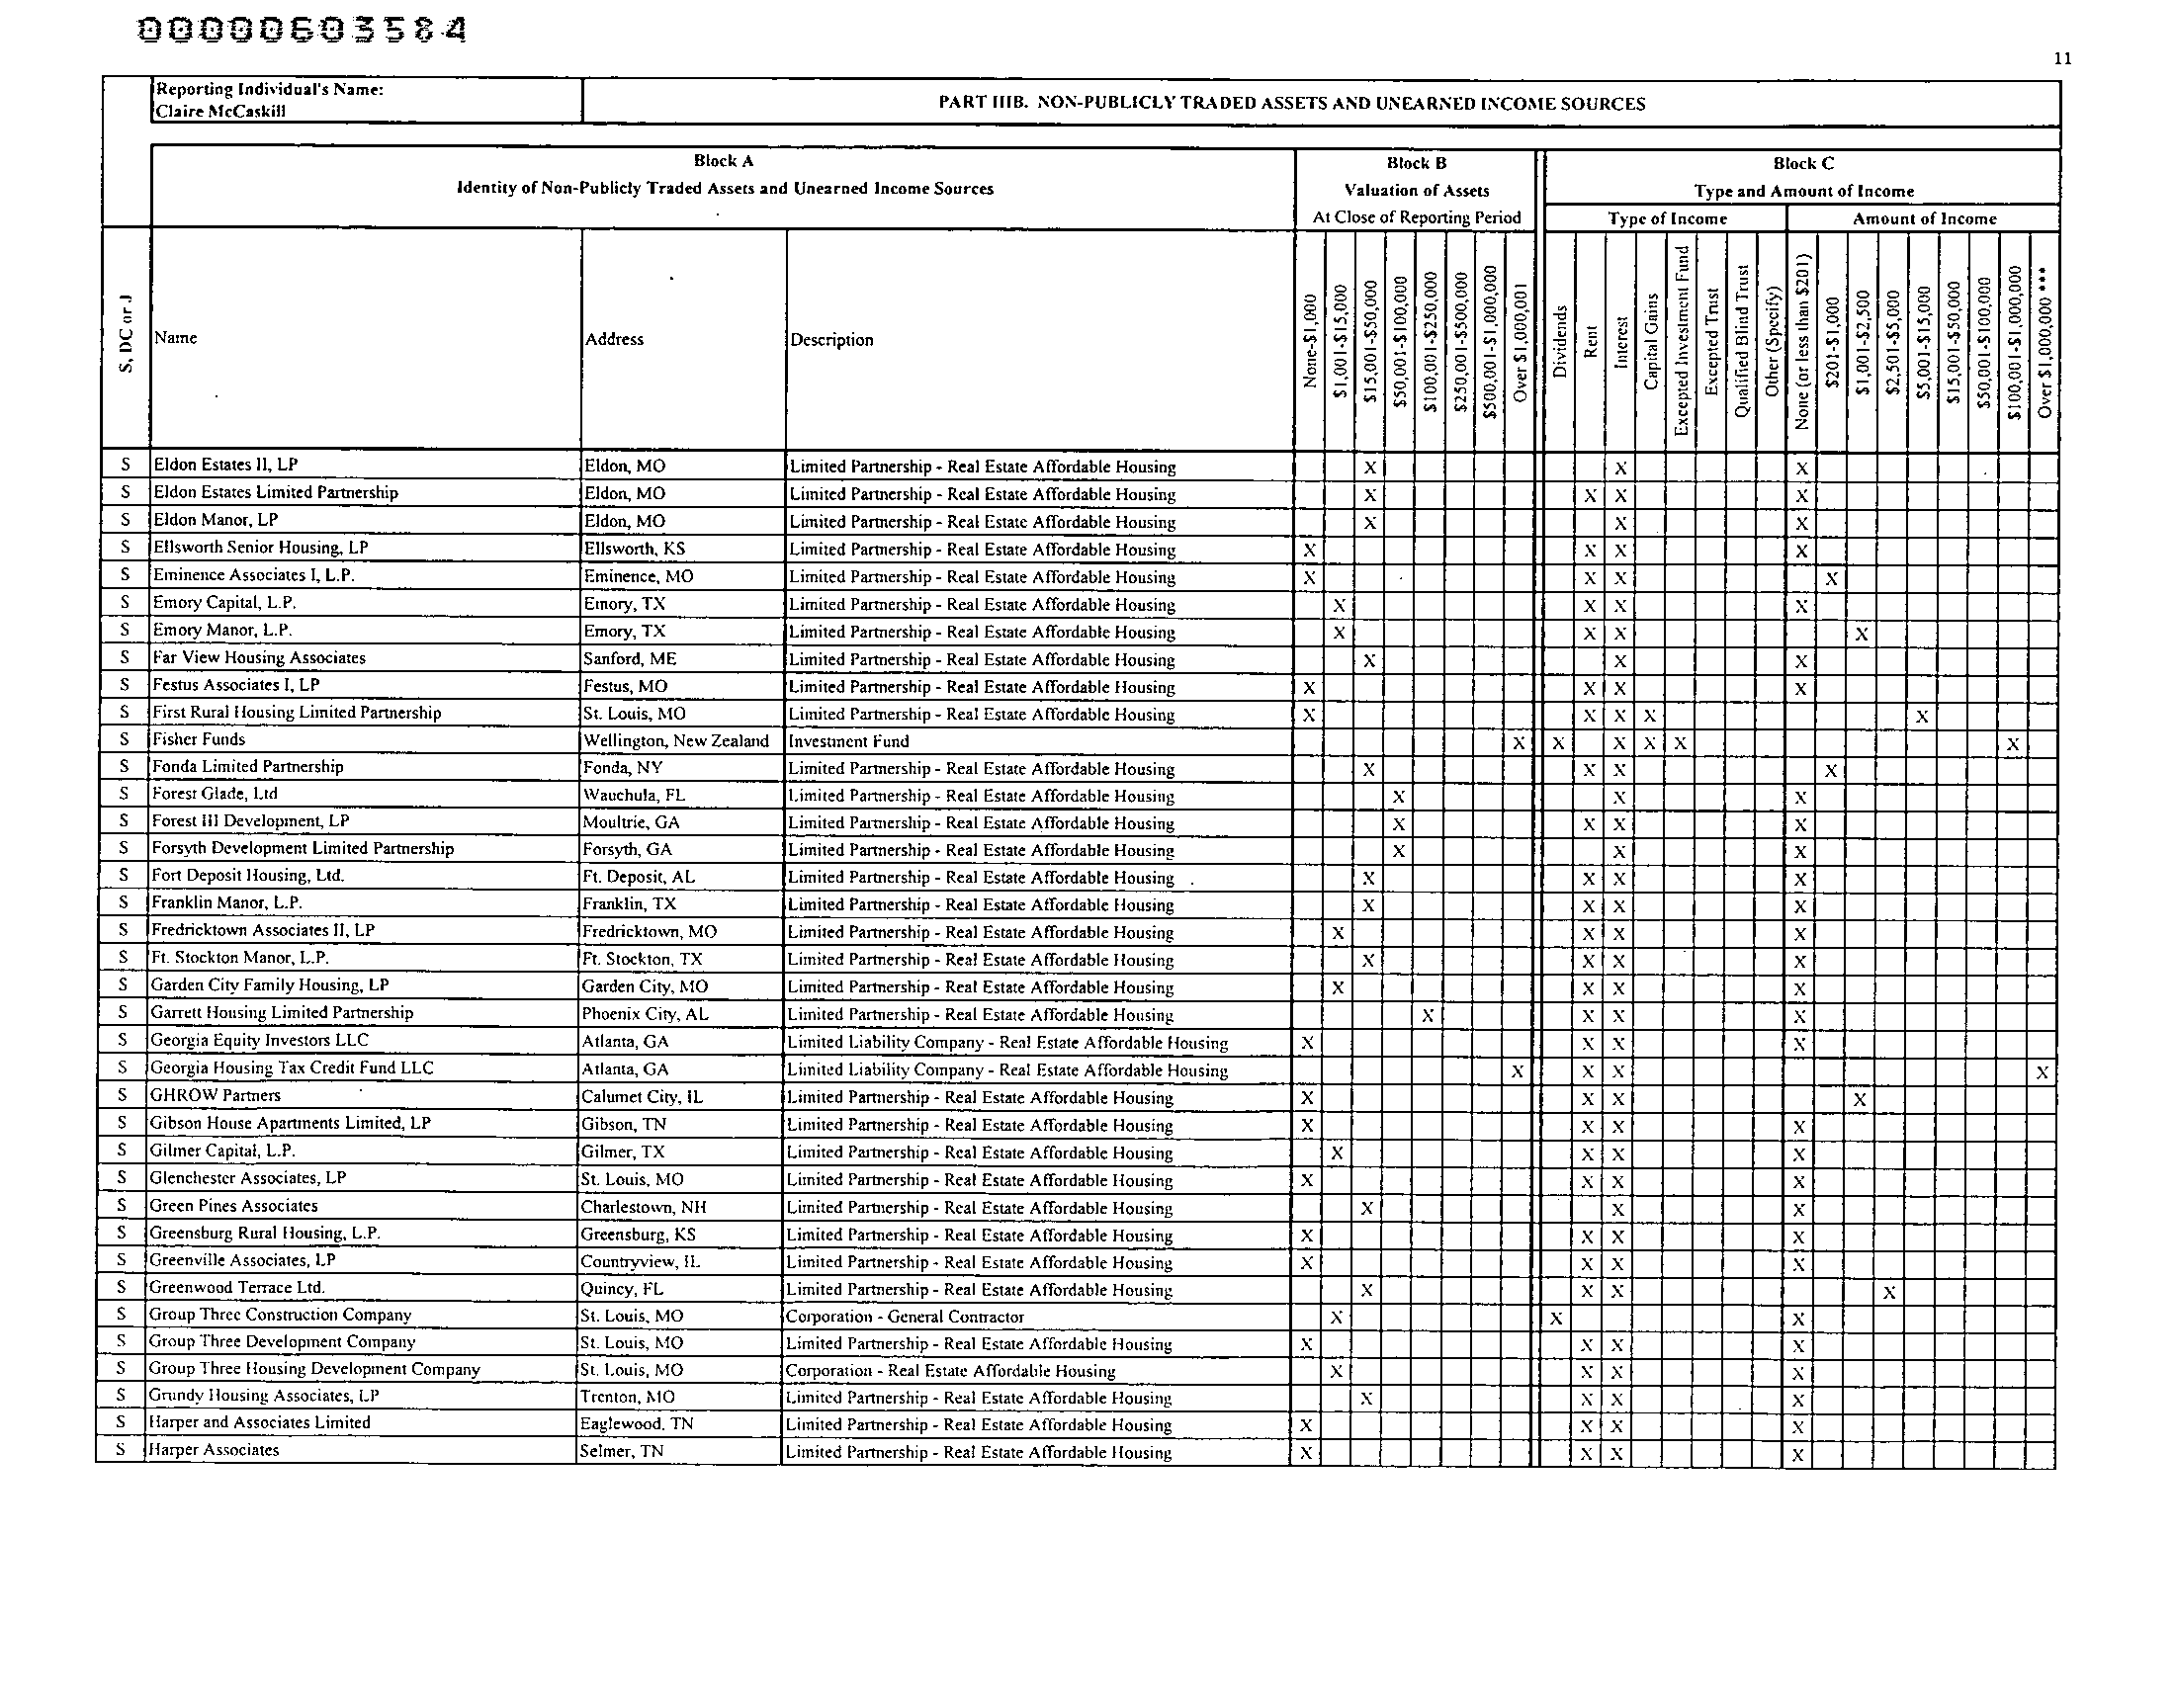 00000603584
11
Reporting Individual's Name:
Claire McCaskill
PART IIIB. NON-PUBLICLY TRADED ASSETS AND UNEARNED INCOME SOURCES
Block A
Identity of Non-Publicly Traded Assets and Unearned Income Sources
Block B
Valuation of Assets
At Close of Reporting Period
Block C
Type and Amount of Income
Type of Income
Amount of Income
S, DC or J
Name
Address
Description
None-$1,000
$1,001-$15,000
$15,001-$50,000
$50,001-$100,000
$100,001-$250,000
$250,001-$500,000
$500,001-$1,000,000
Over $1,000,001
Dividends
Rent
Interest
Capital Gains
Excepted Investment Fund
Excepted Trust
Qualified Blind Trust
Other (Specify)
None (or less than $201)
$201-$1,000
$1,001-$2,500
$2,501-$5,000
$5,001-$15,000
$15,001-$50,000
$50,001-$100,000
$100,001-$1,000,000
Over $1,000,000 ***
S Eldon Estates II, LP Eldon, MO Limited Partnership - Real Estate Affordable Housing X X X
S Eldon Estates Limited Partnership Eldon, MO Limited Partnership - Real Estate Affordable Housing X X X X
S Eldon Manor, LP Eldon, MO Limited Partnership - Real Estate Affordable Housing X X X
S Ellsworth Senior Housing, LP Ellsworth, KS Limited Partnership - Real Estate Affordable Housing X X X X
S Eminence Associates I, L.P. Eminence, MO Limited Partnership - Real Estate Affordable Housing X X X X
S Emory Capital, L.P. Emory, TX Limited Partnership - Real Estate Affordable Housing X X X X
S Emory Manor, L.P. Emory, TX Limited Partnership - Real Estate Affordable Housing X X X X
S Far View Housing Associates Sanford, ME Limited Partnership - Real Estate Affordable Housing X X X
S Festus Associates I, LP Festus, MO Limited Partnership - Real Estate Affordable Housing X X X X
S First Rural Housing Limited Partnership St. Louis, MO Limited Partnership - Real Estate Affordable Housing X X X X X
S Fisher Funds Wellington, New Zealand Investment Fund X X X X X X
S Fonda Limited Partnership Fonda, NY Limited Partnership - Real Estate Affordable Housing X X X X
S Forest Glade, Ltd Wauchula, FL Limited Partnership - Real Estate Affordable Housing X X X
S Forest III Development, LP Moultrie, GA Limited Partnership - Real Estate Affordable Housing X X X X
S Forsyth Development Limited Partnership Forsyth, GA Limited Partnership - Real Estate Affordable Housing X X X
S Fort Deposit Housing, Ltd. Ft. Deposit, AL Limited Partnership - Real Estate Affordable Housing X X X X
S Franklin Manor, L.P. Franklin, TX Limited Partnership - Real Estate Affordable Housing X X X X
S Fredricktown Associates II, LP Fredricktown, MO Limited Partnership - Real Estate Affordable Housing X X X X
S Ft. Stockton Manor, L.P. Ft. Stockton, TX Limited Partnership - Real Estate Affordable Housing X X X X
S Garden City Family Housing, LP Garden City, MO Limited Partnership - Real Estate Affordable Housing X X X X
S Garrett Housing Limited Partnership Phoenix City, AL Limited Partnership - Real Estate Affordable Housing X X X X
S Georgia Equity Investors LLC Atlanta, GA Limited Liability Company - Real Estate Affordable Housing X X X X
S Georgia Housing Tax Credit Fund LLC Atlanta, GA Limited Liability Company - Real Estate Affordable Housing X X X X
S GHROW Partners Calumet City, IL Limited Partnership - Real Estate Affordable Housing X X X X
S Gibson House Apartments Limited, LP Gibson, TN Limited Partnership - Real Estate Affordable Housing X X X X
S Gilmer Capital, L.P. Gilmer, TX Limited Partnership - Real Estate Affordable Housing X X X X
S Glenchester Associates, LP St. Louis, MO Limited Partnership - Real Estate Affordable Housing X X X X
S Green Pines Associates Charlestown, NH Limited Partnership - Real Estate Affordable Housing X X X
S Greensburg Rural Housing, L.P. Greensburg, KS Limited Partnership - Real Estate Affordable Housing X X X X
S Greenville Associates, LP Countryview, IL Limited Partnership - Real Estate Affordable Housing X X X X
S Greenwood Terrace Ltd. Quincy, FL Limited Partnership - Real Estate Affordable Housing X X X X
S Group Three Construction Company St. Louis, MO Corporation - General Contractor X X X
S Group Three Development Company St. Louis, MO Limited Partnership - Real Estate Affordable Housing X X X X
S Group Three Housing Development Company St. Louis, MO Corporation - Real Estate Affordable Housing X X X X
S Grundy Housing Associates, LP Trenton, MO Limited Partnership - Real Estate Affordable Housing X X X X
S Harper and Associates Limited Eaglewood, TN Limited Partnership - Real Estate Affordable Housing X X X X
S Harper Associates Selmer, TN Limited Partnership - Real Estate Affordable Housing X X X X